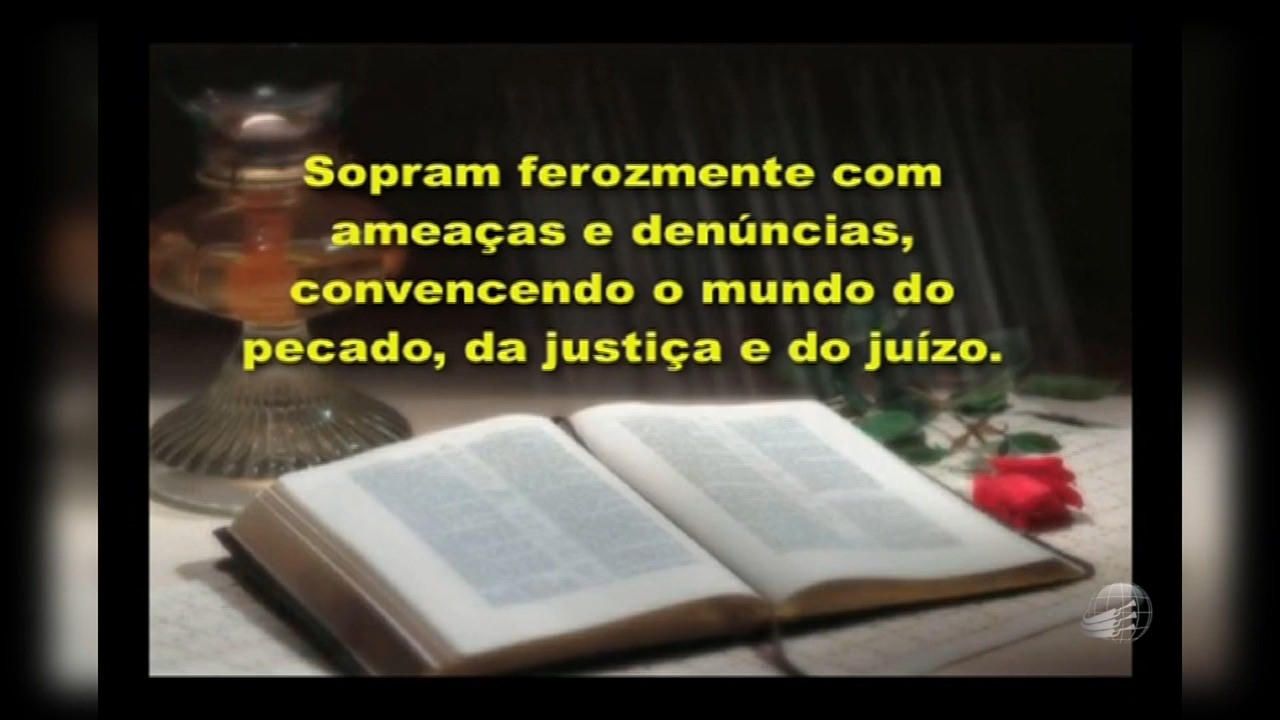 Sopram ferozmente com
ameaças e denúncias,
convencendo o mundo do
pecado, da justiça e do juízo.